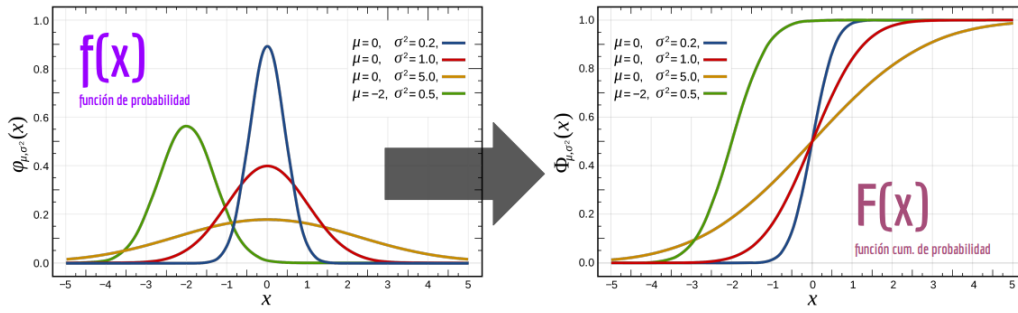 f(x)
función de probabilidad
μ=0, σ²=0.2,
μ=0, σ²=1.0,
μ=0, σ²=5.0,
μ=−2, σ²=0.5,
φμ,σ²(x)
1.0
0.8
0.6
0.4
0.2
0.0
−5 −4 −3 −2 −1 0 1 2 3 4 5
x
μ=0, σ²=0.2,
μ=0, σ²=1.0,
μ=0, σ²=5.0,
μ=−2, σ²=0.5,
Φμ,σ²(x)
1.0
0.8
0.6
0.4
0.2
0.0
F(x)
función cum. de probabilidad
−5 −4 −3 −2 −1 0 1 2 3 4 5
x